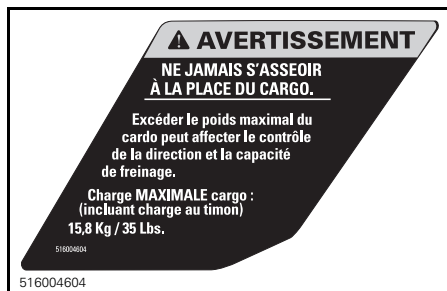 AVERTISSEMENT
NE JAMAIS S'ASSEOIR
À LA PLACE DU CARGO.
Excéder le poids maximal du
cardo peut affecter le contrôle
de la direction et la capacité
de freinage.
Charge MAXIMALE cargo :
(incluant charge au timon)
15,8 Kg / 35 Lbs.
516004604
516004604